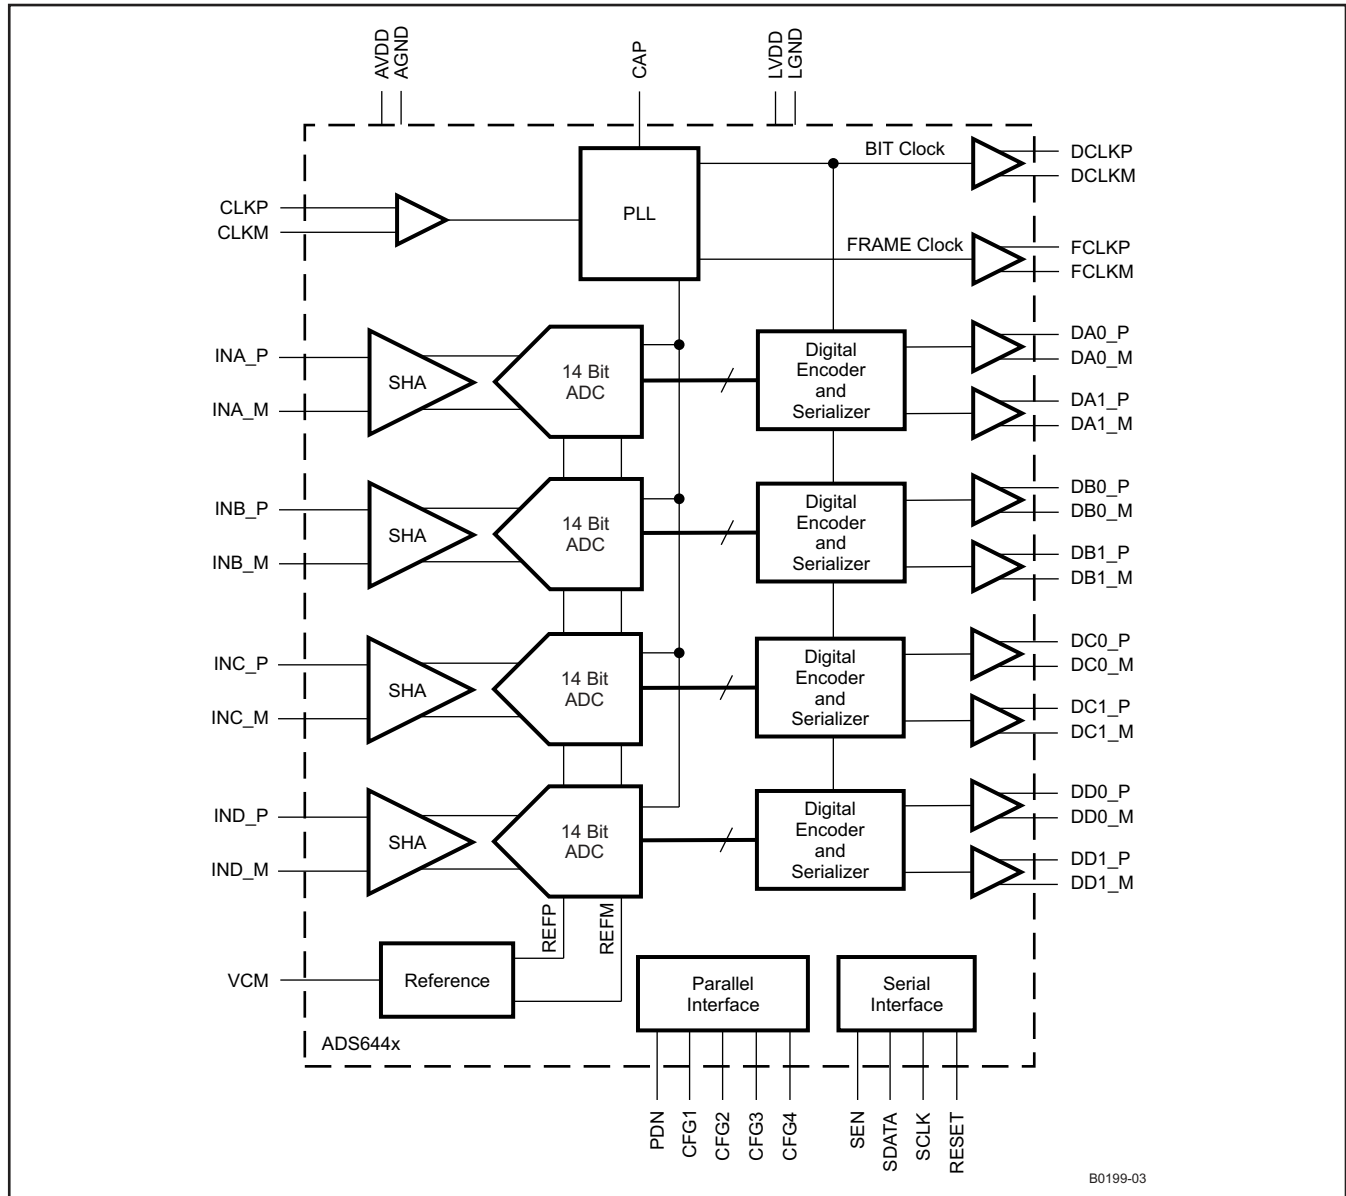 AVDD
AGND
CAP
LVDD
LGND
BIT Clock
DCLKP
DCLKM
PLL
CLKP
CLKM
FRAME Clock
FCLKP
FCLKM
INA_P
INA_M
SHA
14 Bit
ADC
Digital
Encoder
and
Serializer
DA0_P
DA0_M
DA1_P
DA1_M
INB_P
INB_M
SHA
14 Bit
ADC
Digital
Encoder
and
Serializer
DB0_P
DB0_M
DB1_P
DB1_M
INC_P
INC_M
SHA
14 Bit
ADC
Digital
Encoder
and
Serializer
DC0_P
DC0_M
DC1_P
DC1_M
IND_P
IND_M
SHA
14 Bit
ADC
Digital
Encoder
and
Serializer
DD0_P
DD0_M
DD1_P
DD1_M
REFP
REFM
VCM
Reference
Parallel
Interface
Serial
Interface
ADS644x
PDN
CFG1
CFG2
CFG3
CFG4
SEN
SDATA
SCLK
RESET
B0199-03